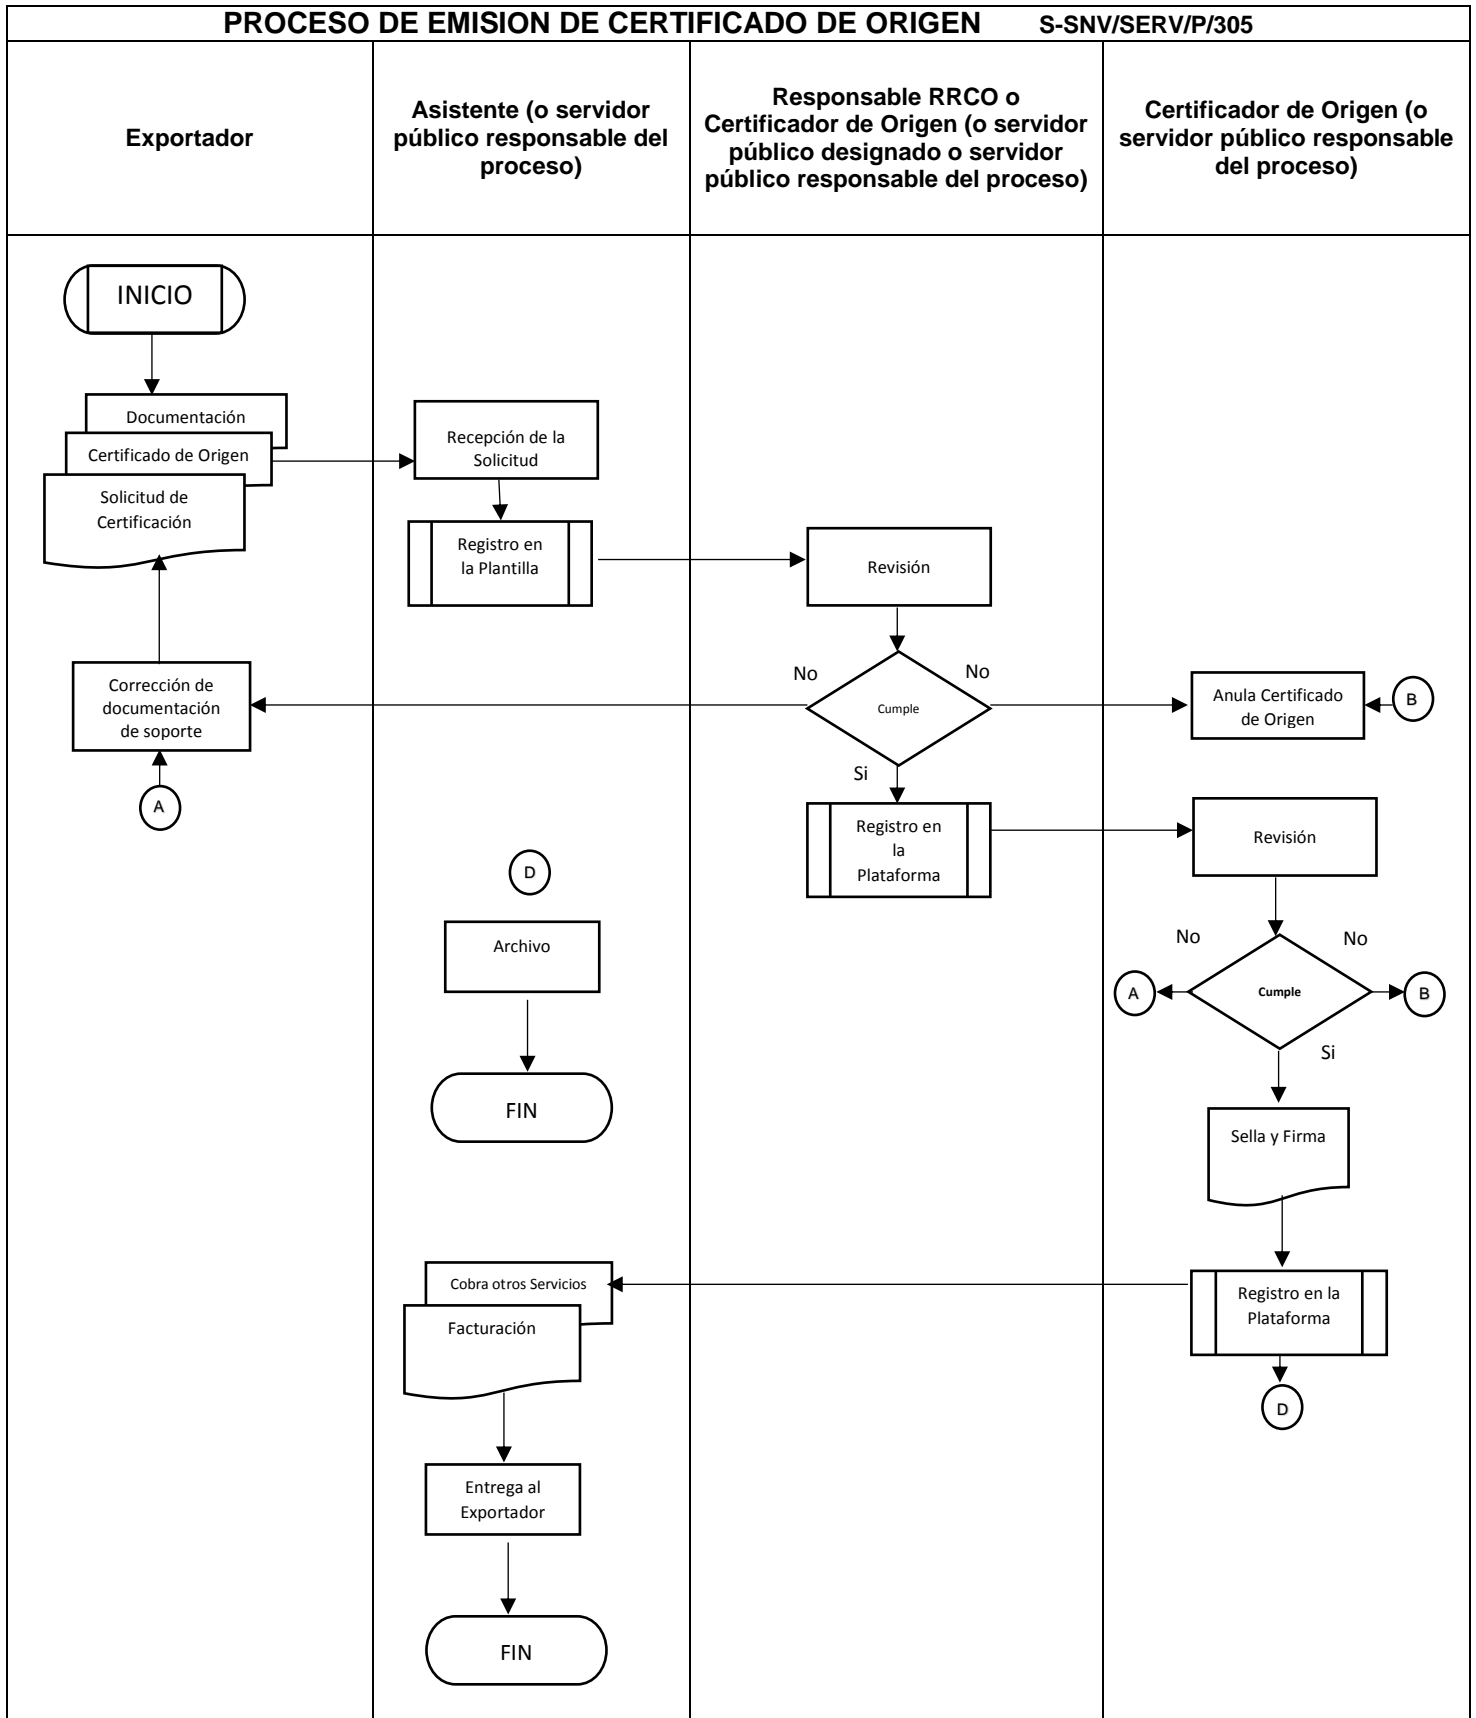 PROCESO DE EMISION DE CERTIFICADO DE ORIGEN S-SNV/SERV/P/305
Exportador
Asistente (o servidor
público responsable del
proceso)
Responsable RRCO o
Certificador de Origen (o servidor
público designado o servidor
público responsable del proceso)
Certificador de Origen (o
servidor público responsable
del proceso)
INICIO
Documentación
Certificado de Origen
Solicitud de
Certificación
Recepción de la
Solicitud
Registro en
la Plantilla
Revisión
No
No
Cumple
Si
Corrección de
documentación
de soporte
A
Anula Certificado
de Origen
B
Registro en
la
Plataforma
Revisión
D
Archivo
FIN
No
No
A
Cumple
B
Si
Sella y Firma
Registro en la
Plataforma
D
Cobra otros Servicios
Facturación
Entrega al
Exportador
FIN